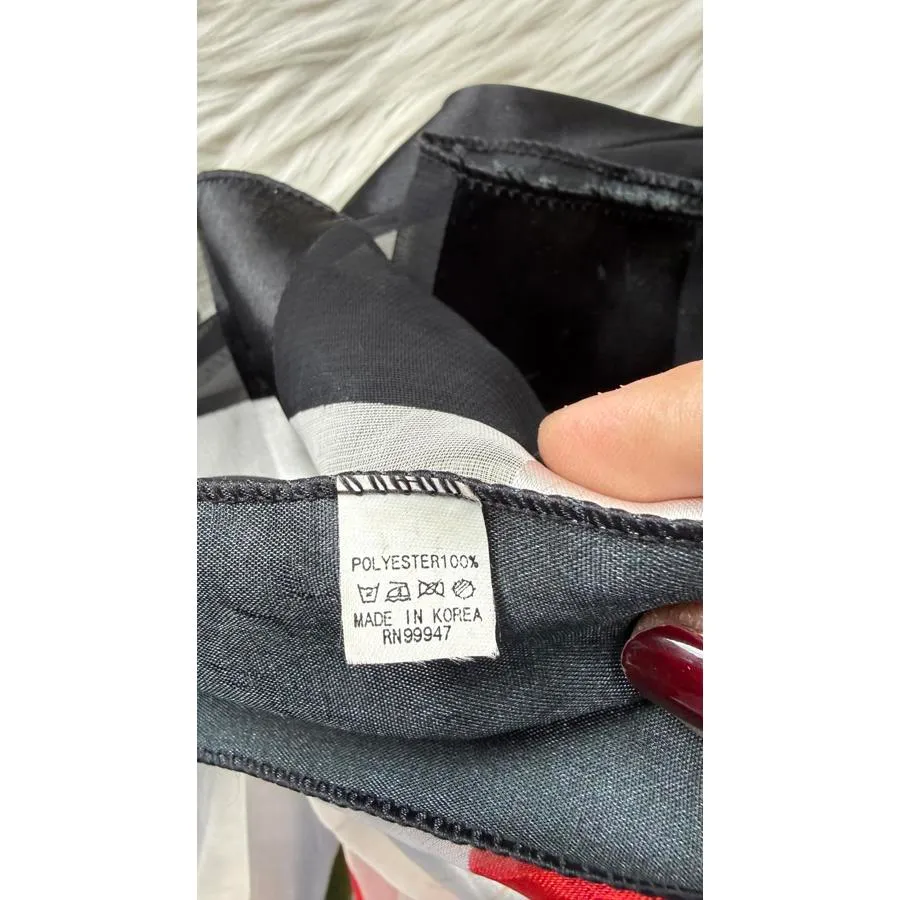 POLYESTER100%
MADE IN KOREA
RN99947